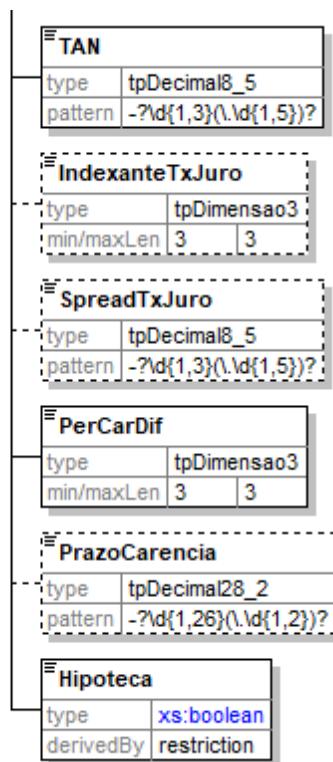 TAN
type tpDecimal8_5
pattern -?\d{1,3}(\.\d{1,5})?
IndexanteTxJuro
type tpDimensao3
min/maxLen 3 3
SpreadTxJuro
type tpDecimal8_5
pattern -?\d{1,3}(\.\d{1,5})?
PerCarDif
type tpDimensao3
min/maxLen 3 3
PrazoCarencia
type tpDecimal28_2
pattern -?\d{1,26}(\.\d{1,2})?
Hipoteca
type xs:boolean
derivedBy restriction